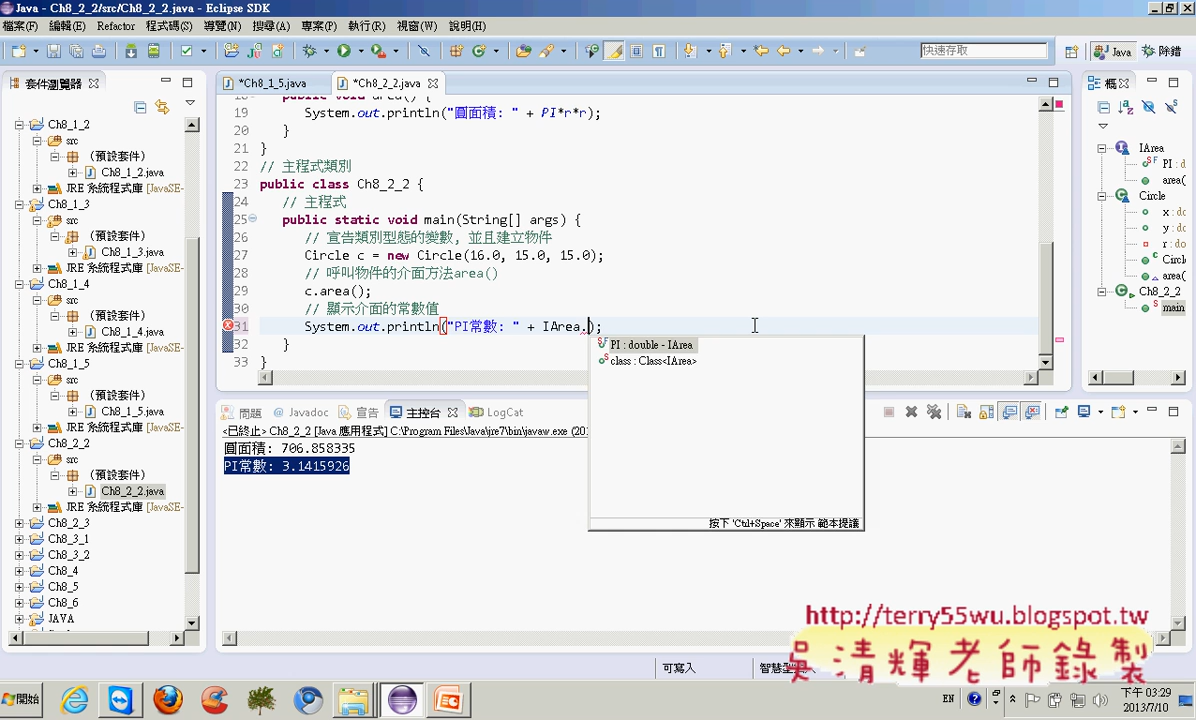 Java - Ch8_2_2/src/Ch8_2_2.java - Eclipse SDK
檔案(F) 編輯(E) Refactor 程式碼(S) 導覽(N) 搜尋(A) 專案(P) 執行(R) 視窗(W) 說明(H)
快速存取 Java 除錯
套件瀏覽器
*Ch8_1_5.java *Ch8_2_2.java
概
Ch8_1_2
src
(預設套件)
Ch8_1_2.java
JRE 系統程式庫 [JavaSE-
Ch8_1_3
src
(預設套件)
Ch8_1_3.java
JRE 系統程式庫 [JavaSE-
Ch8_1_4
src
(預設套件)
Ch8_1_4.java
JRE 系統程式庫 [JavaSE-
Ch8_1_5
src
(預設套件)
Ch8_1_5.java
JRE 系統程式庫 [JavaSE-
Ch8_2_2
src
(預設套件)
Ch8_2_2.java
JRE 系統程式庫 [JavaSE-
Ch8_2_3
Ch8_3_1
Ch8_3_2
Ch8_4
Ch8_5
Ch8_6
JAVA
public void area() {
19 System.out.println("圓面積: " + PI*r*r);
20 }
21 }
22 // 主程式類別
23 public class Ch8_2_2 {
24 // 主程式
25 public static void main(String[] args) {
26 // 宣告類別型態的變數, 並且建立物件
27 Circle c = new Circle(16.0, 15.0, 15.0);
28 // 呼叫物件的介面方法area()
29 c.area();
30 // 顯示介面的常數值
31 System.out.println("PI常數: " + IArea.);
32 }
33 }
PI : double - IArea
class : Class<IArea>
按下 'Ctrl+Space' 來顯示 範本提議
IArea
PI : d
area(
Circle
x : dc
y : dc
r : dc
Circl
area(
Ch8_2_2
main
問題 Javadoc 宣告 主控台 LogCat
<已終止> Ch8_2_2 [Java 應用程式] C:\Program Files\Java\jre7\bin\javaw.exe (20
圓面積: 706.858335
PI常數: 3.1415926
可寫入 智慧型
http://terry55wu.blogspot.tw
吳清輝老師錄製
開始
EN
下午 03:29
2013/7/10